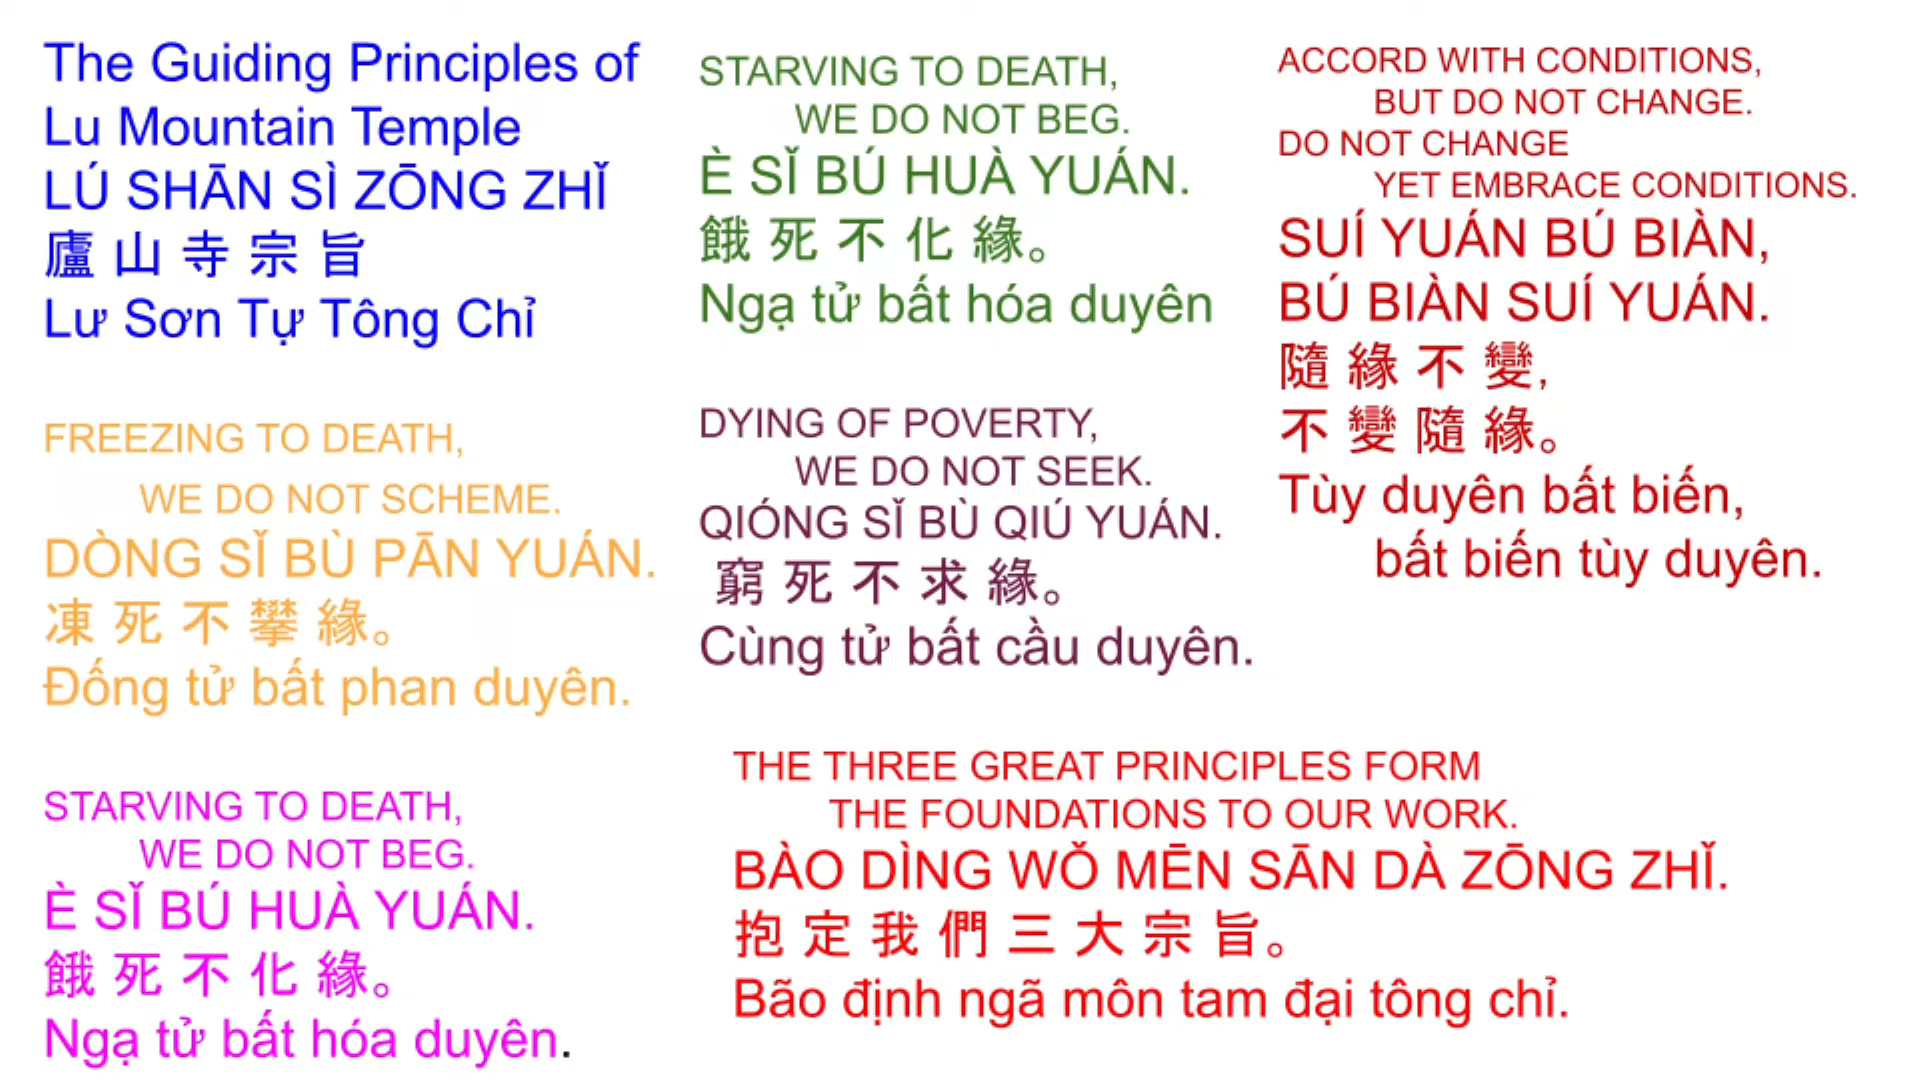 The Guiding Principles of
Lu Mountain Temple
LÚ SHĀN SÌ ZŌNG ZHǏ
廬 山 寺 宗 旨
Lư Sơn Tự Tông Chỉ
FREEZING TO DEATH,
WE DO NOT SCHEME.
DÒNG SǏ BÙ PĀN YUÁN.
凍 死 不 攀 緣。
Đống tử bất phan duyên.
STARVING TO DEATH,
WE DO NOT BEG.
È SǏ BÚ HUÀ YUÁN.
餓 死 不 化 緣。
Ngạ tử bất hóa duyên.
STARVING TO DEATH,
WE DO NOT BEG.
È SǏ BÚ HUÀ YUÁN.
餓 死 不 化 緣。
Ngạ tử bất hóa duyên
DYING OF POVERTY,
WE DO NOT SEEK.
QIÓNG SǏ BÙ QIÚ YUÁN.
窮 死 不 求 緣。
Cùng tử bất cầu duyên.
ACCORD WITH CONDITIONS,
BUT DO NOT CHANGE.
DO NOT CHANGE
YET EMBRACE CONDITIONS.
SUÍ YUÁN BÚ BIÀN,
BÚ BIÀN SUÍ YUÁN.
隨 緣 不 變,
不 變 隨 緣。
Tùy duyên bất biến,
bất biến tùy duyên.
THE THREE GREAT PRINCIPLES FORM
THE FOUNDATIONS TO OUR WORK.
BÀO DÌNG WǑ MĒN SĀN DÀ ZŌNG ZHǏ.
抱 定 我 們 三 大 宗 旨。
Bão định ngã môn tam đại tông chỉ.